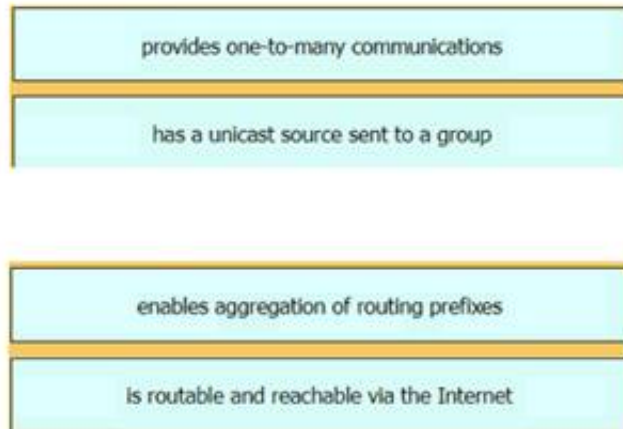 provides one-to-many communications
has a unicast source sent to a group
enables aggregation of routing prefixes
is routable and reachable via the Internet